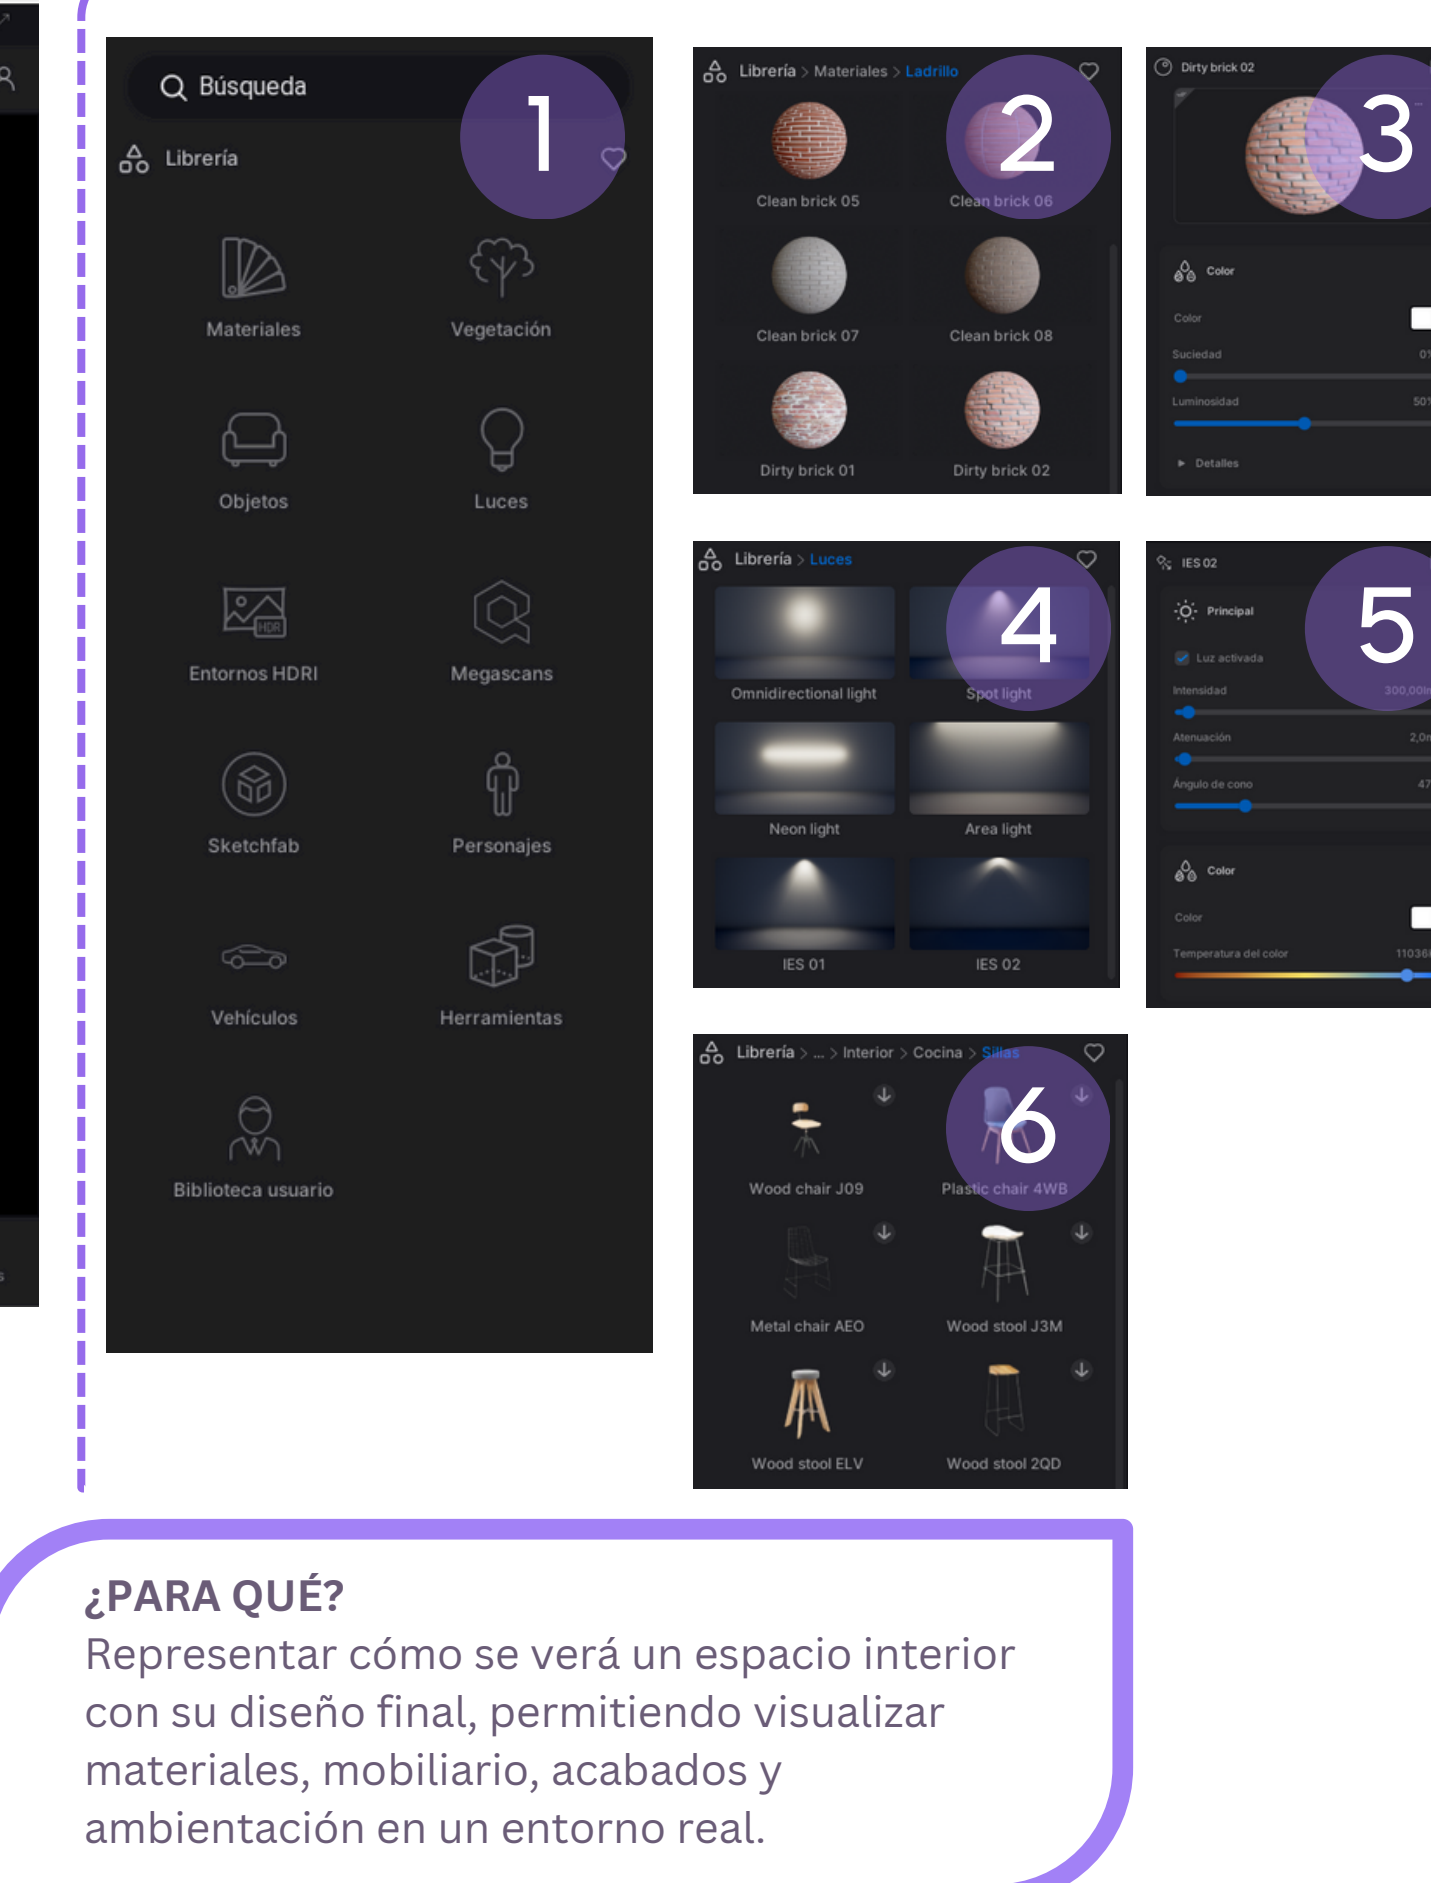 Búsqueda
1
Librería
Materiales
Vegetación
Objetos
Luces
Entornos HDRI
HDR
Megascans
Sketchfab
Personajes
Vehículos
Herramientas
Biblioteca usuario
Librería > Materiales > Ladrillo
2
Clean brick 05
Clean brick 06
Clean brick 07
Clean brick 08
Dirty brick 01
Dirty brick 02
Dirty brick 02
3
Color
Color
Suciedad
Luminosidad
Detalles
Librería > Luces
4
Omnidirectional light
Spot light
Neon light
Area light
IES 01
IES 02
IES 02
5
Principal
Luz activada
Intensidad
Atenuación
Ángulo de cono
Color
Color
Temperatura del color
Librería > ... > Interior > Cocina > Sillas
6
Wood chair J09
Plastic chair 4WB
Metal chair AEO
Wood stool J3M
Wood stool ELV
Wood stool 2QD
¿PARA QUÉ?
Representar cómo se verá un espacio interior
con su diseño final, permitiendo visualizar
materiales, mobiliario, acabados y
ambientación en un entorno real.